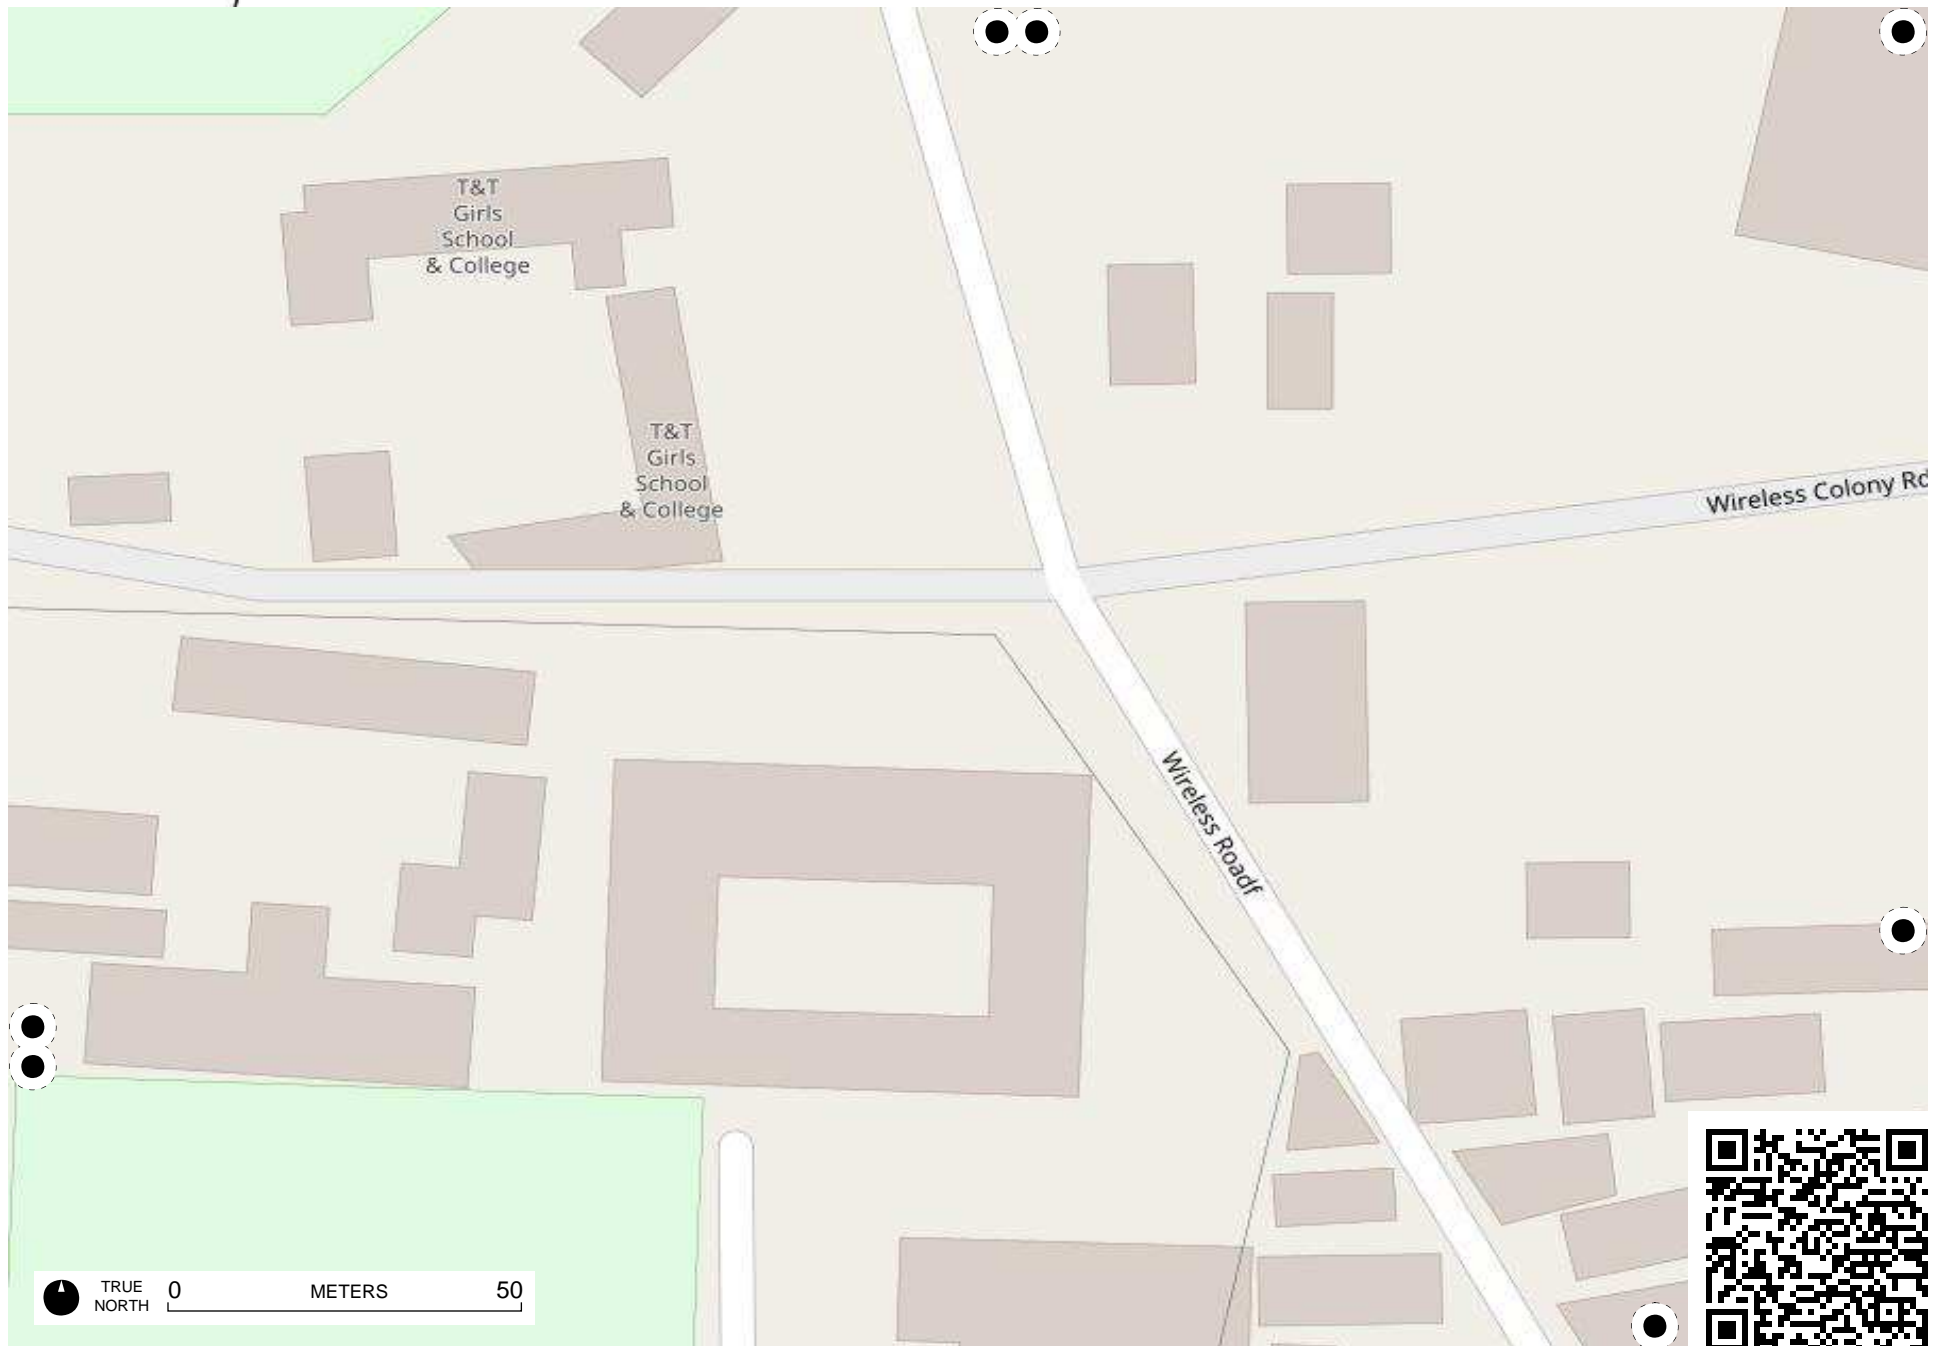 T&T
Girls
School
& College
T&T
Girls
School
& College
Wireless Colony Rd
Wireless Roadf
TRUE
NORTH
0 METERS 50